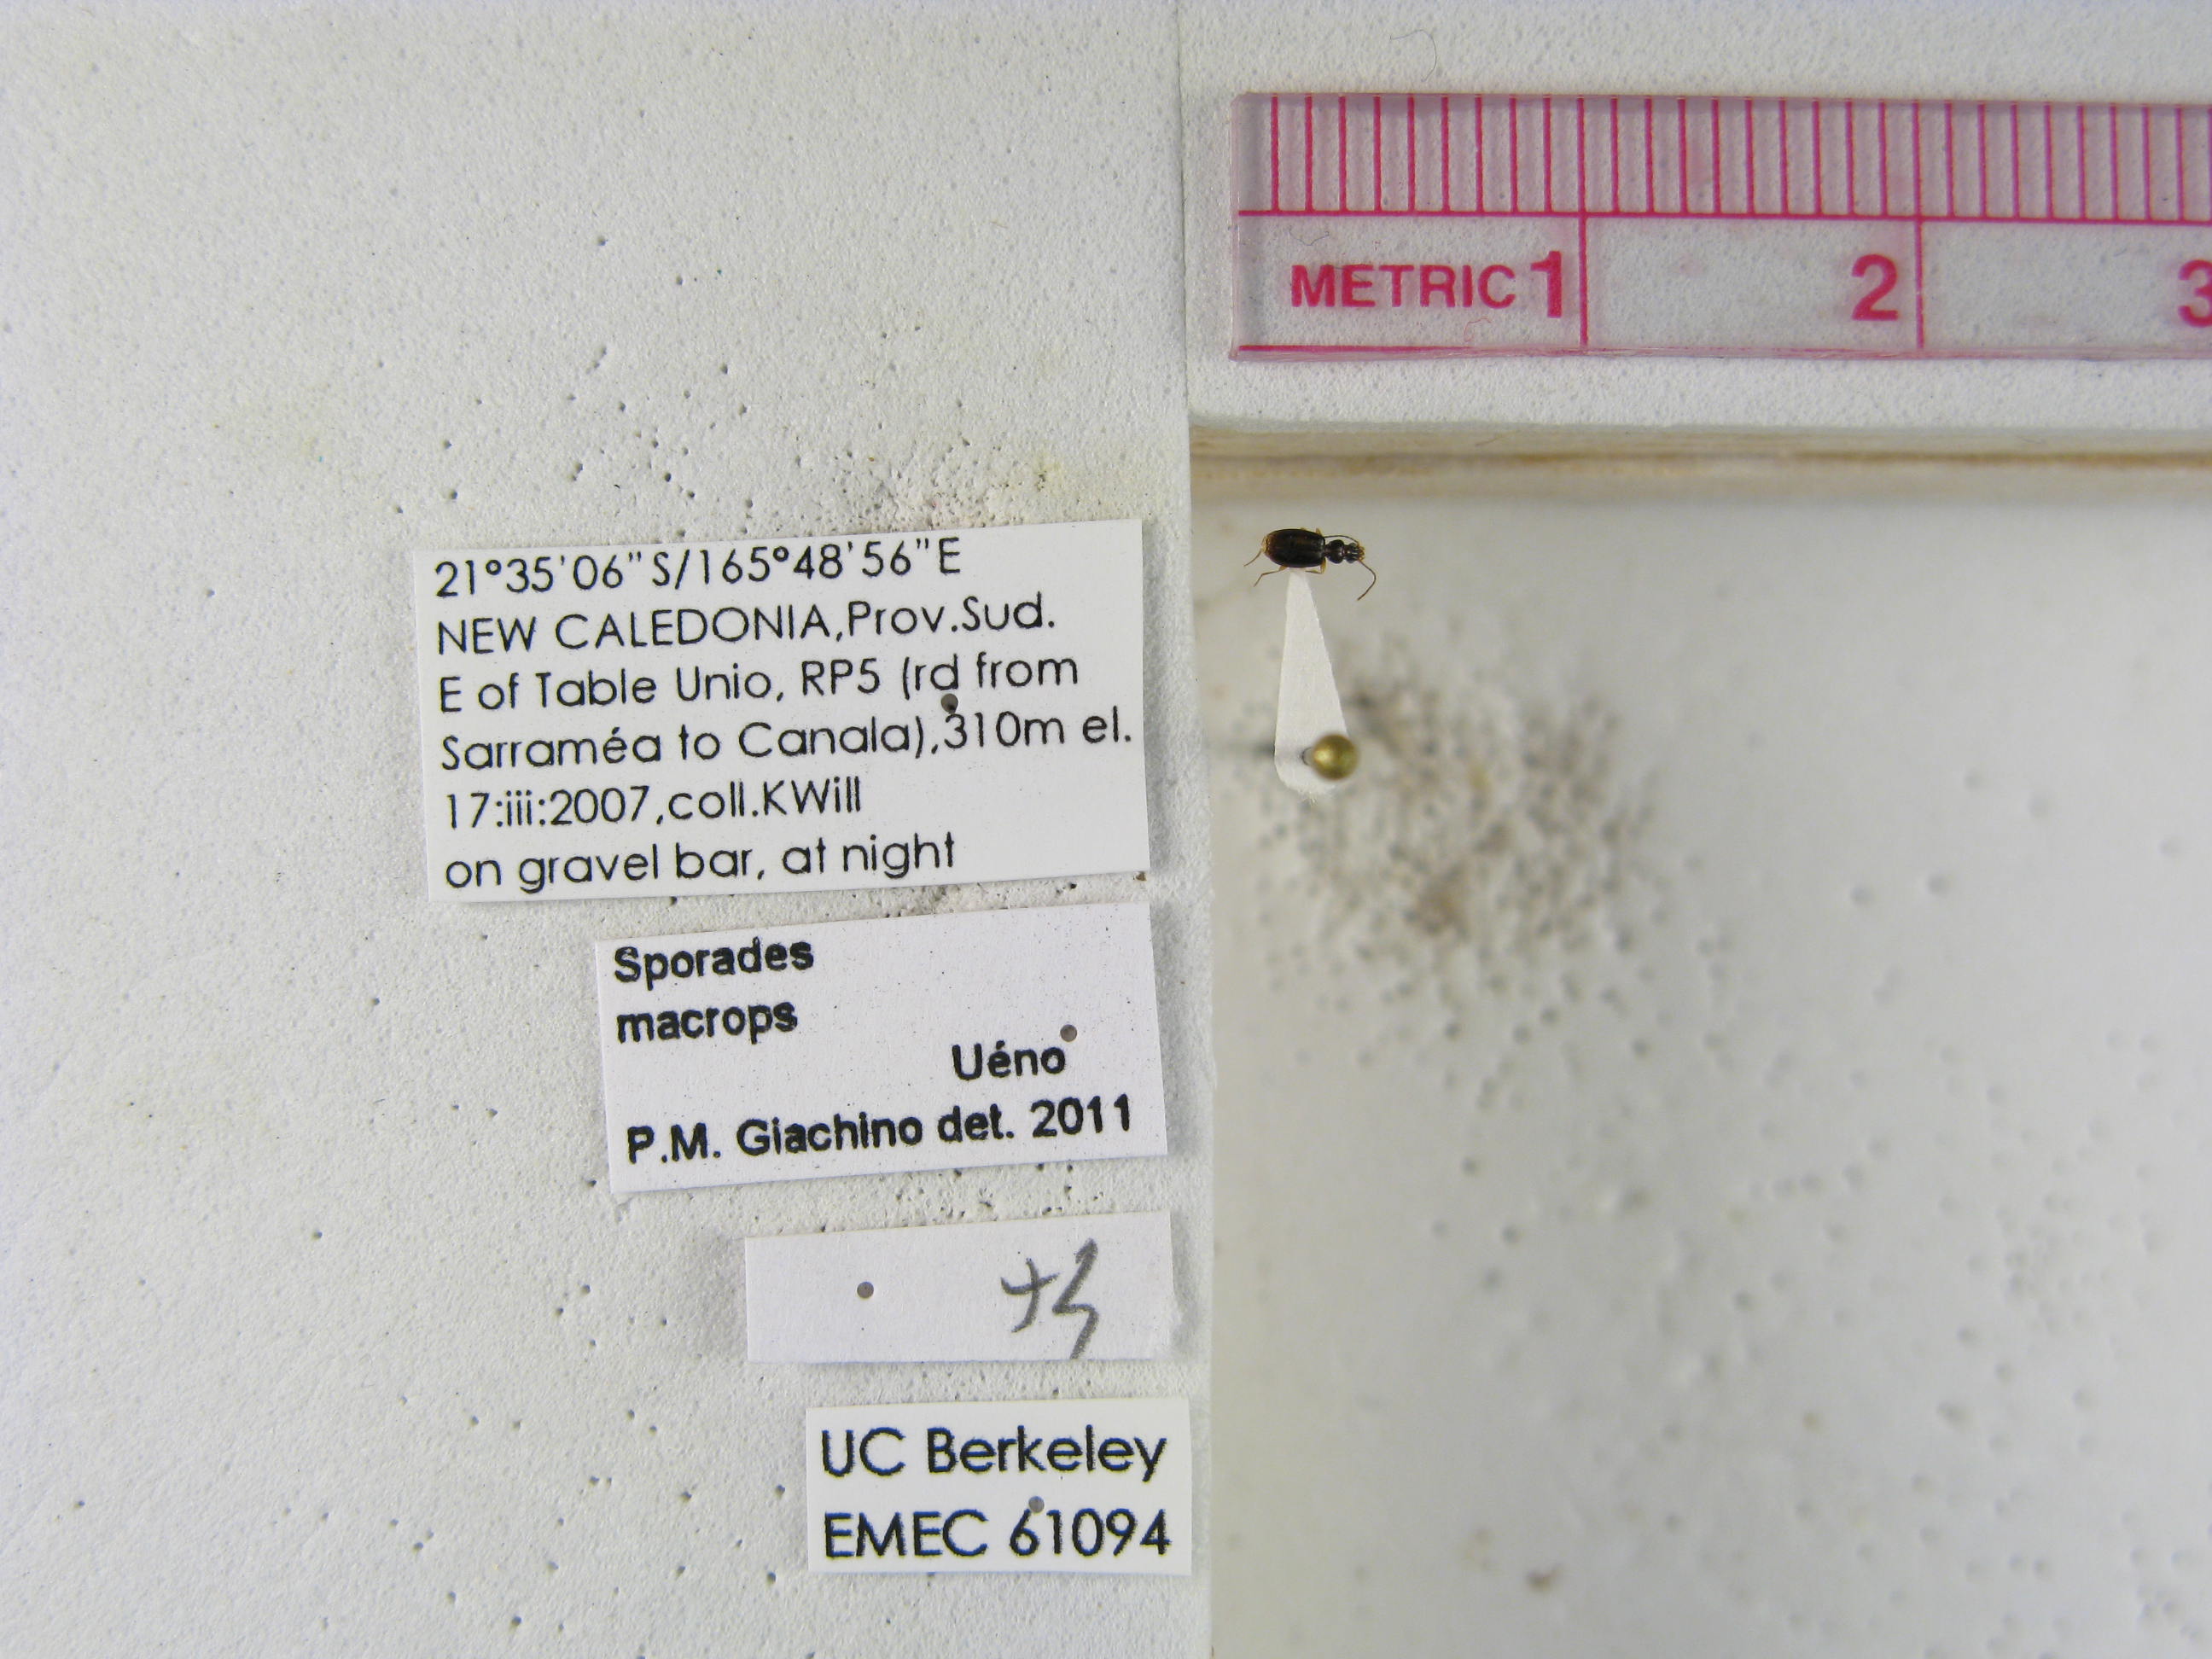 21°35'06"S/165°48'56"E
NEW CALEDONIA,Prov.Sud.
E of Table Unio, RP5 (rd from
Sarraméa to Canala),310m el.
17:iii:2007,coll.KWill
on gravel bar, at night
Sporades
macrops
Uéno
P.M. Giachino det. 2011
UC Berkeley
EMEC 61094
METRIC 1 2 3